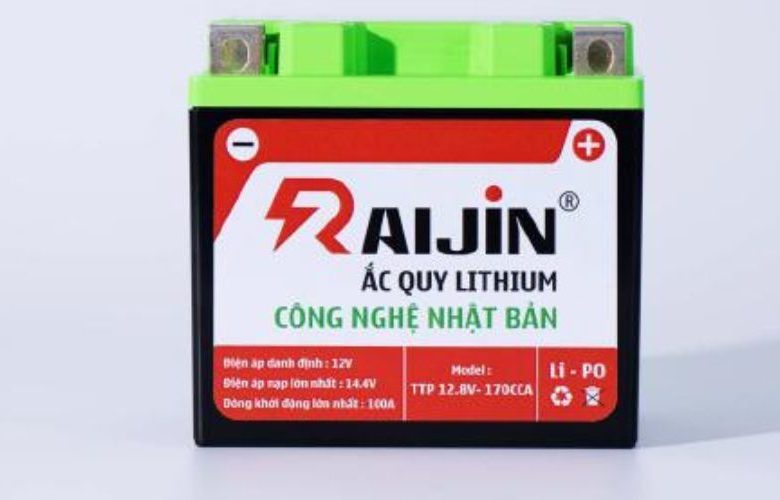 RAIJIN®
ẮC QUY LITHIUM
CÔNG NGHỆ NHẬT BẢN
Điện áp danh định : 12V
Điện áp nạp lớn nhất : 14.4V
Dòng khởi động lớn nhất : 100A
Model :
TTP 12.8V- 170CCA
Li - PO